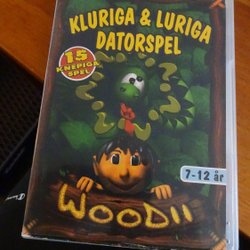 KLURIGA & LURIGA
DATORSPEL
15
KNEPIGA
SPEL
7-12 år
WOODII